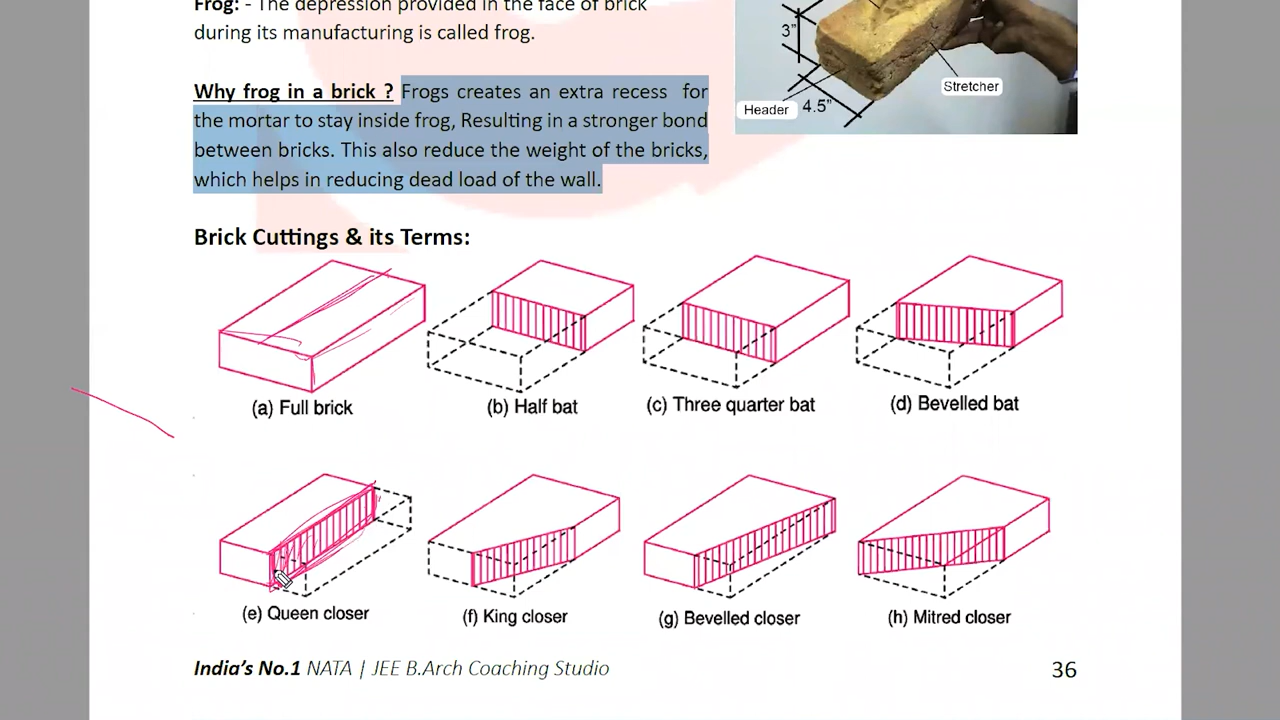 Frog: - The depression provided in the face of brick
during its manufacturing is called frog.
Why frog in a brick ? Frogs creates an extra recess for
the mortar to stay inside frog, Resulting in a stronger bond
between bricks. This also reduce the weight of the bricks,
which helps in reducing dead load of the wall.
3”
Header
4.5”
Stretcher
Brick Cuttings & its Terms:
(a) Full brick
(b) Half bat
(c) Three quarter bat
(d) Bevelled bat
(e) Queen closer
(f) King closer
(g) Bevelled closer
(h) Mitred closer
India’s No.1 NATA | JEE B.Arch Coaching Studio
36